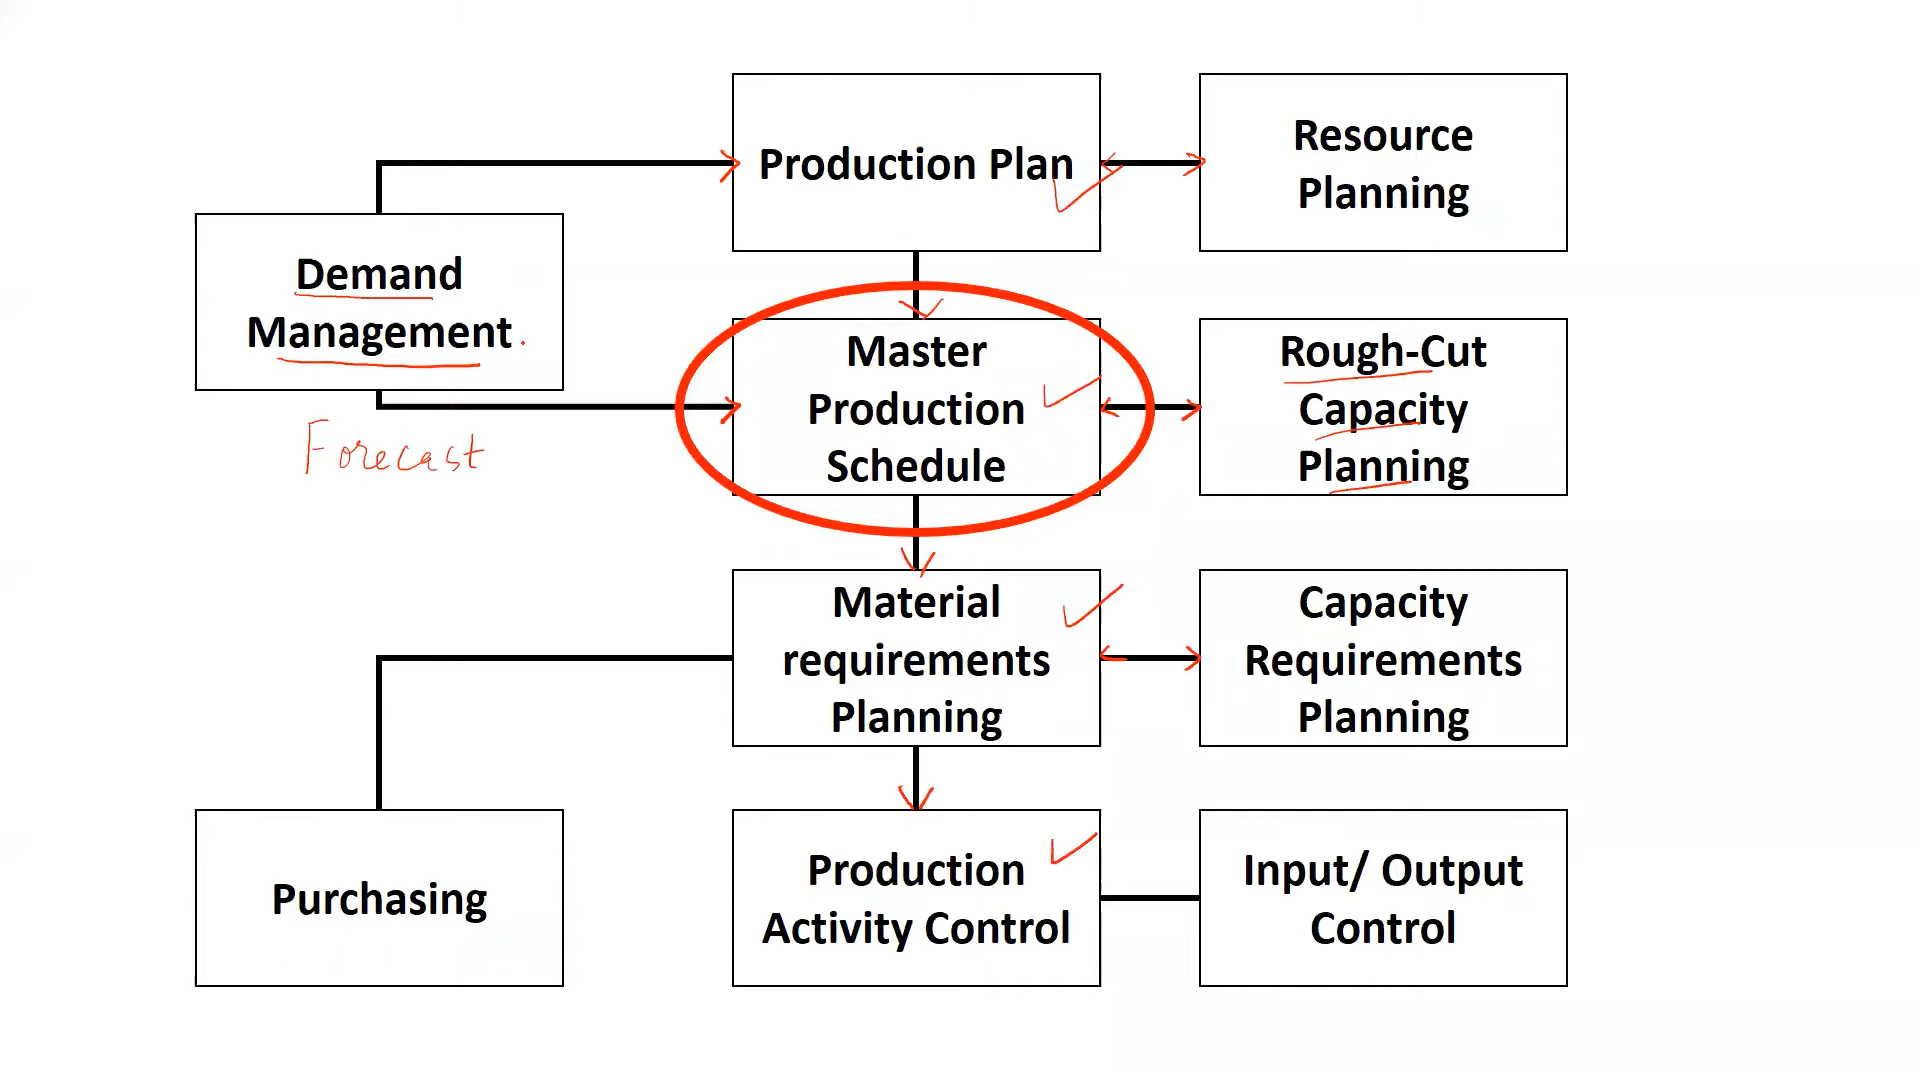 Production Plan
Resource
Planning
Demand
Management
Forecast
Master
Production
Schedule
Rough-Cut
Capacity
Planning
Material
requirements
Planning
Capacity
Requirements
Planning
Purchasing
Production
Activity Control
Input/ Output
Control